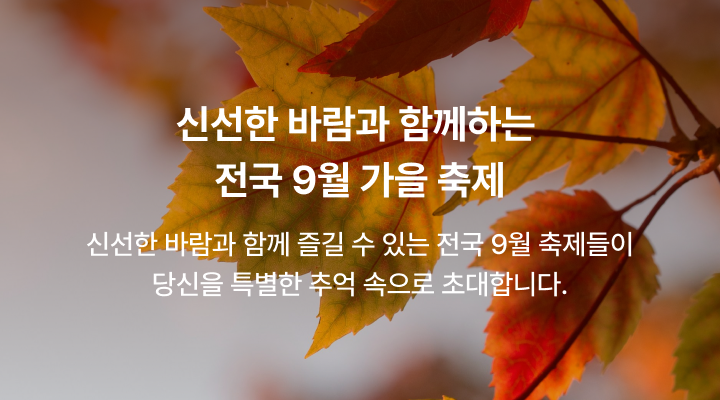 신선한 바람과 함께하는
전국 9월 가을 축제
신선한 바람과 함께 즐길 수 있는 전국 9월 축제들이
당신을 특별한 추억 속으로 초대합니다.